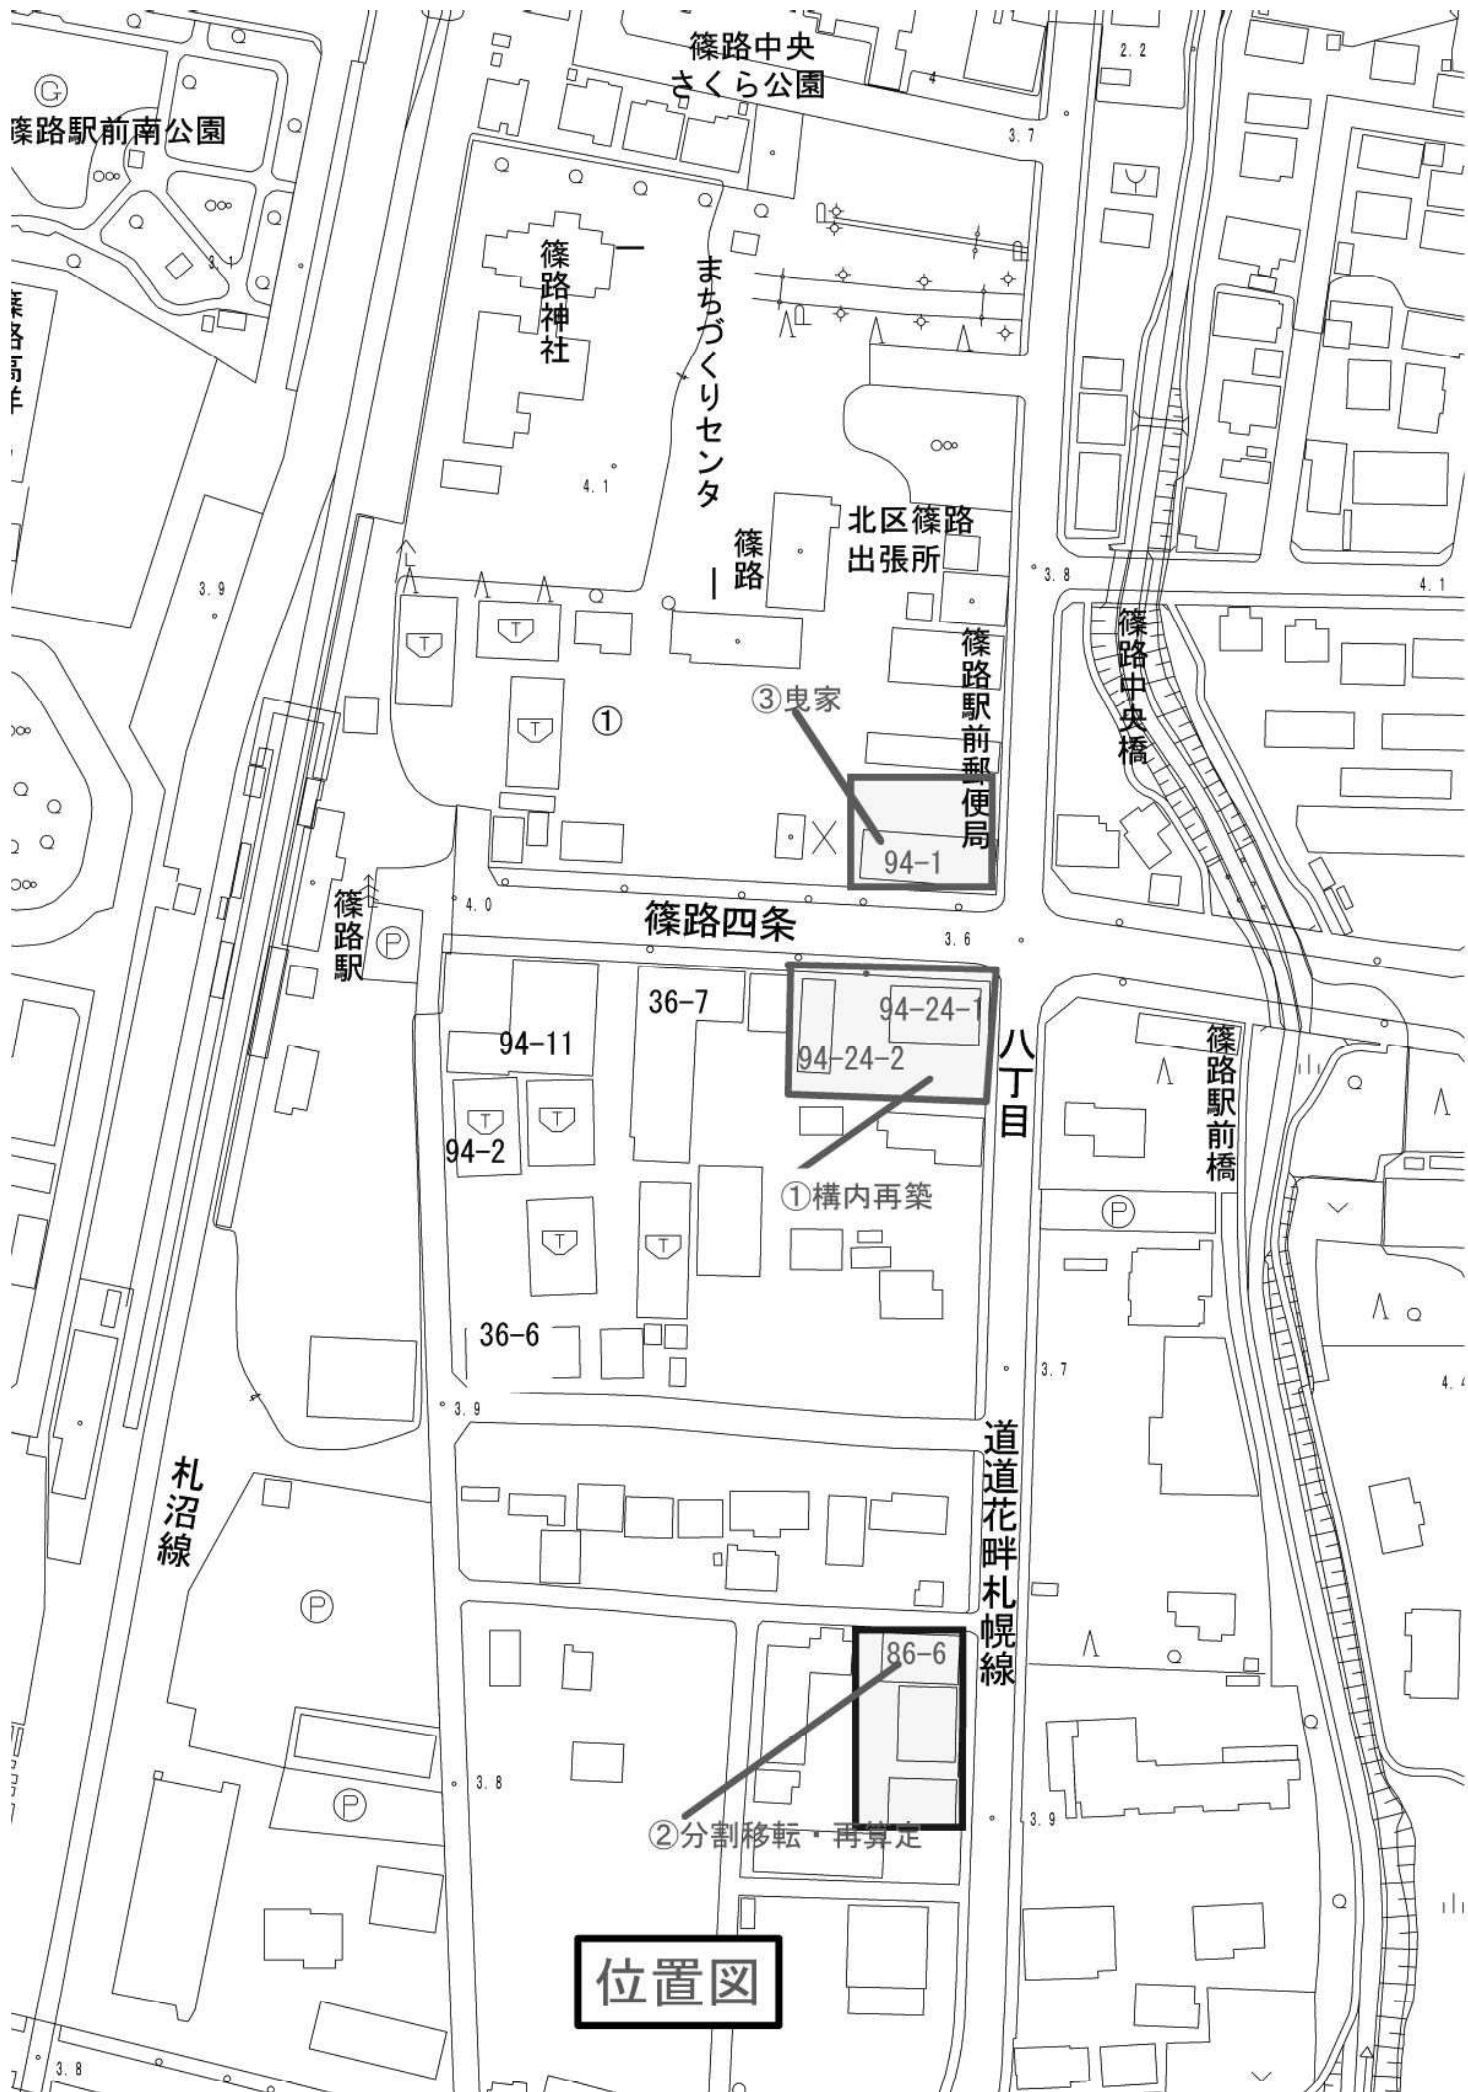 篠路中央
さくら公園
2.2
4
3.7
G
篠路駅前南公園
3.1
篠路神社
まちづくりセンター
篠路
4.1
北区篠路
出張所
3.8
4.1
3.9
T
T
T
①
③曳家
篠路駅前郵便局
篠路中央橋
94-1
篠路駅
P
4.0
篠路四条
3.6
36-7
94-11
94-24-1
94-24-2
八丁目
篠路駅前橋
T
T
94-2
①構内再築
P
T
T
36-6
3.7
4.4
3.9
道道花畔札幌線
札沼線
P
86-6
3.8
P
②分割移転・再算定
3.9
位置図
3.8